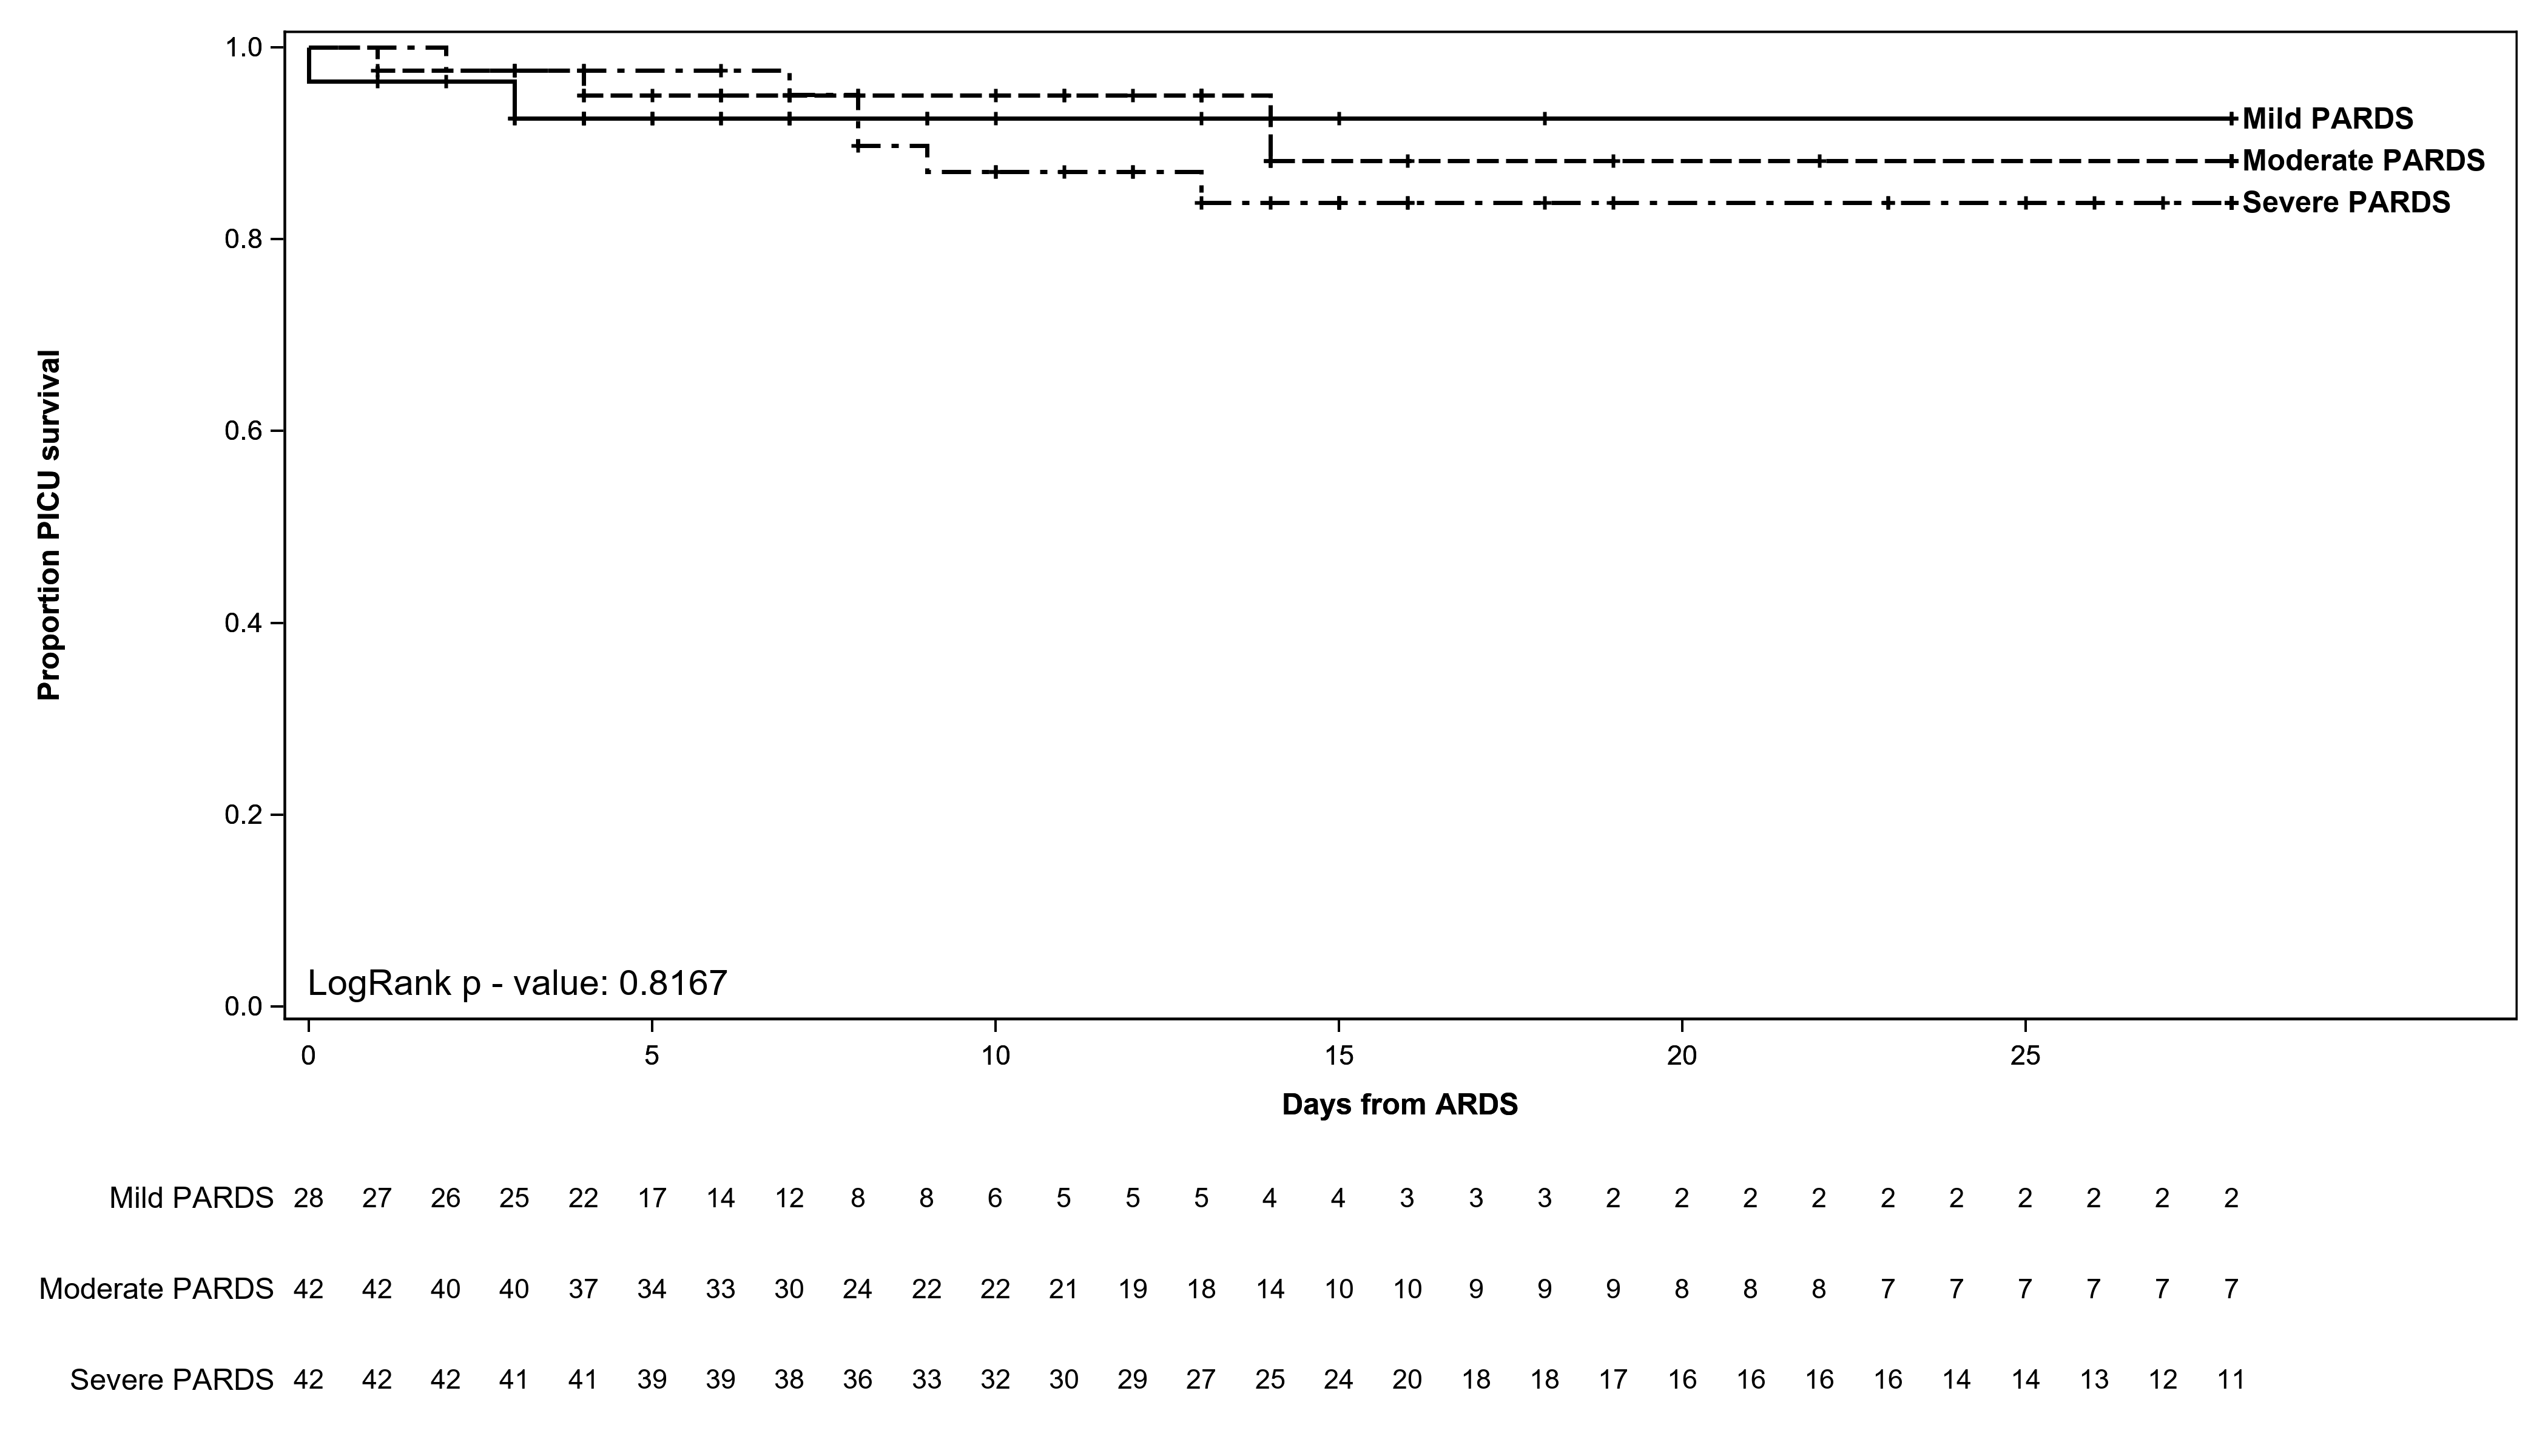 Proportion PICU survival
1.0
0.8
0.6
0.4
0.2
0.0
Mild PARDS
Moderate PARDS
Severe PARDS
LogRank p - value: 0.8167
0 5 10 15 20 25
Days from ARDS
Mild PARDS 28 27 26 25 22 17 14 12 8 8 6 5 5 5 4 4 3 3 3 2 2 2 2 2 2 2 2 2 2
Moderate PARDS 42 42 40 40 37 34 33 30 24 22 22 21 19 18 14 10 10 9 9 9 8 8 8 7 7 7 7 7 7
Severe PARDS 42 42 42 41 41 39 39 38 36 33 32 30 29 27 25 24 20 18 18 17 16 16 16 16 14 14 13 12 11